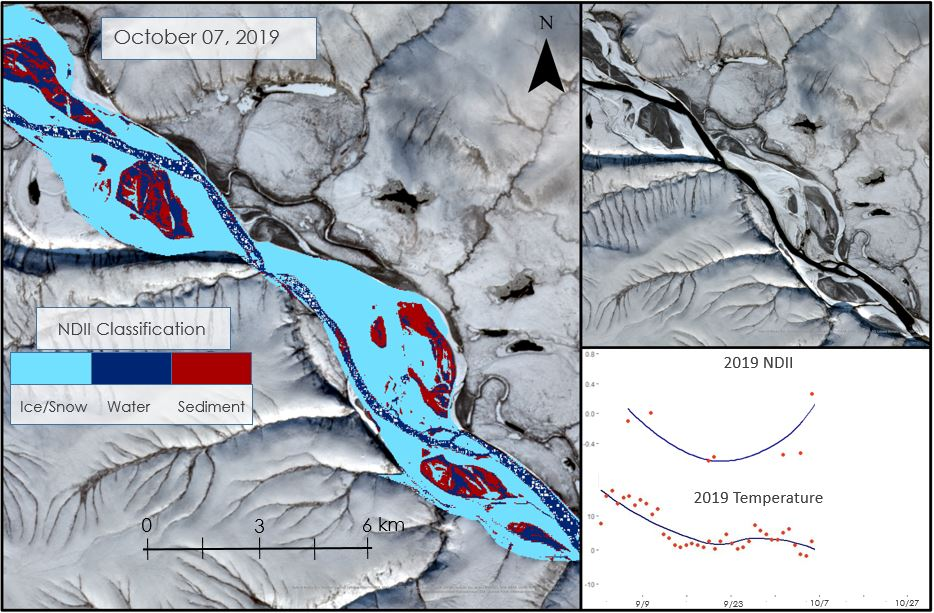 October 07, 2019
N
NDII Classification
Ice/Snow Water Sediment
0 3 6 km
2019 NDII
0.8
0.4
0.0
-0.4
2019 Temperature
10
0
-10
9/9 9/23 10/7 10/27